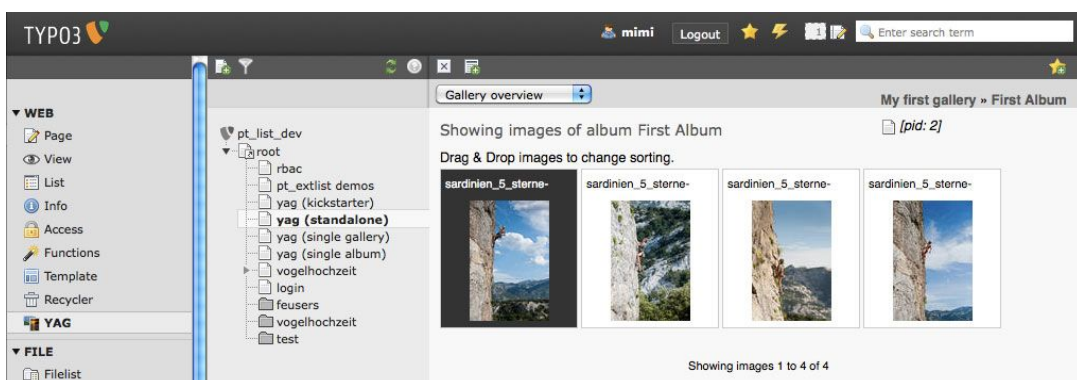 TYPO3
mimi
Logout
1
Enter search term
Gallery overview
My first gallery » First Album
[pid: 2]
WEB
Page
View
List
Info
Access
Functions
Template
Recycler
YAG
FILE
Filelist
pt_list_dev
root
rbac
pt_extlist demos
yag (kickstarter)
yag (standalone)
yag (single gallery)
yag (single album)
vogelhochzeit
login
feusers
vogelhochzeit
test
Showing images of album First Album
Drag & Drop images to change sorting.
sardinien_5_sterne- sardinien_5_sterne- sardinien_5_sterne- sardinien_5_sterne-
Showing images 1 to 4 of 4